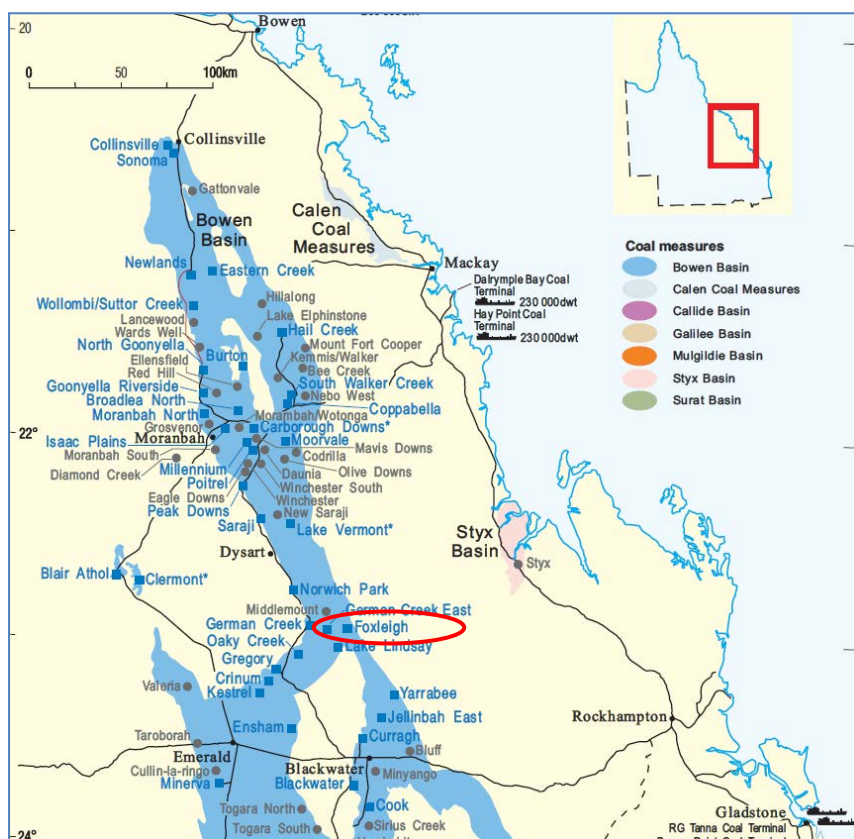 Bowen
20
0 50 100km
Collinsville
Collinsville
Sonoma
Gattonvale
Bowen
Basin
Calen
Coal
Measures
Mackay
Dalrymple Bay Coal
Terminal
230 000dwt
Hay Point Coal
Terminal
230 000dwt
Coal measures
Bowen Basin
Calen Coal Measures
Callide Basin
Galilee Basin
Mulgildie Basin
Styx Basin
Surat Basin
Newlands
Eastern Creek
Wollombi/Suttor Creek
Hillalong
Lancewood
Lake Elphinstone
Wards Well
Hail Creek
North Goonyella
Mount Fort Cooper
Burton
Kemmis/Walker
Ellensfield
Bee Creek
Red Hill
South Walker Creek
Goonyella Riverside
Nebo West
Broadlea North
Coppabella
Moranbah North
Morambah/Wotonga
Grosvenor
Carborough Downs*
22°
Moranbah
Moorvale
Isaac Plains
Mavis Downs
Moranbah South
Codrilla
Diamond Creek
Millennium
Daunia
Olive Downs
Poitrel
Winchester South
Eagle Downs
Winchester
Peak Downs
New Saraji
Saraji
Lake Vermont*
Styx
Basin
Styx
Dysart
Blair Athol
Clermont*
Norwich Park
Middlemount
German Creek East
German Creek
Foxleigh
Oaky Creek
Lake Lindsay
Gregory
Crinum
Valeria
Kestrel
Yarrabee
Jellinbah East
Ensham
Curragh
Rockhampton
Taroborah
Bluff
Emerald
Blackwater
Cullin-la-ringo
Minyango
Minerva
Blackwater
Togara North
Cook
Togara South
Sirius Creek
Gladstone
RG Tanna Coal Terminal
24°